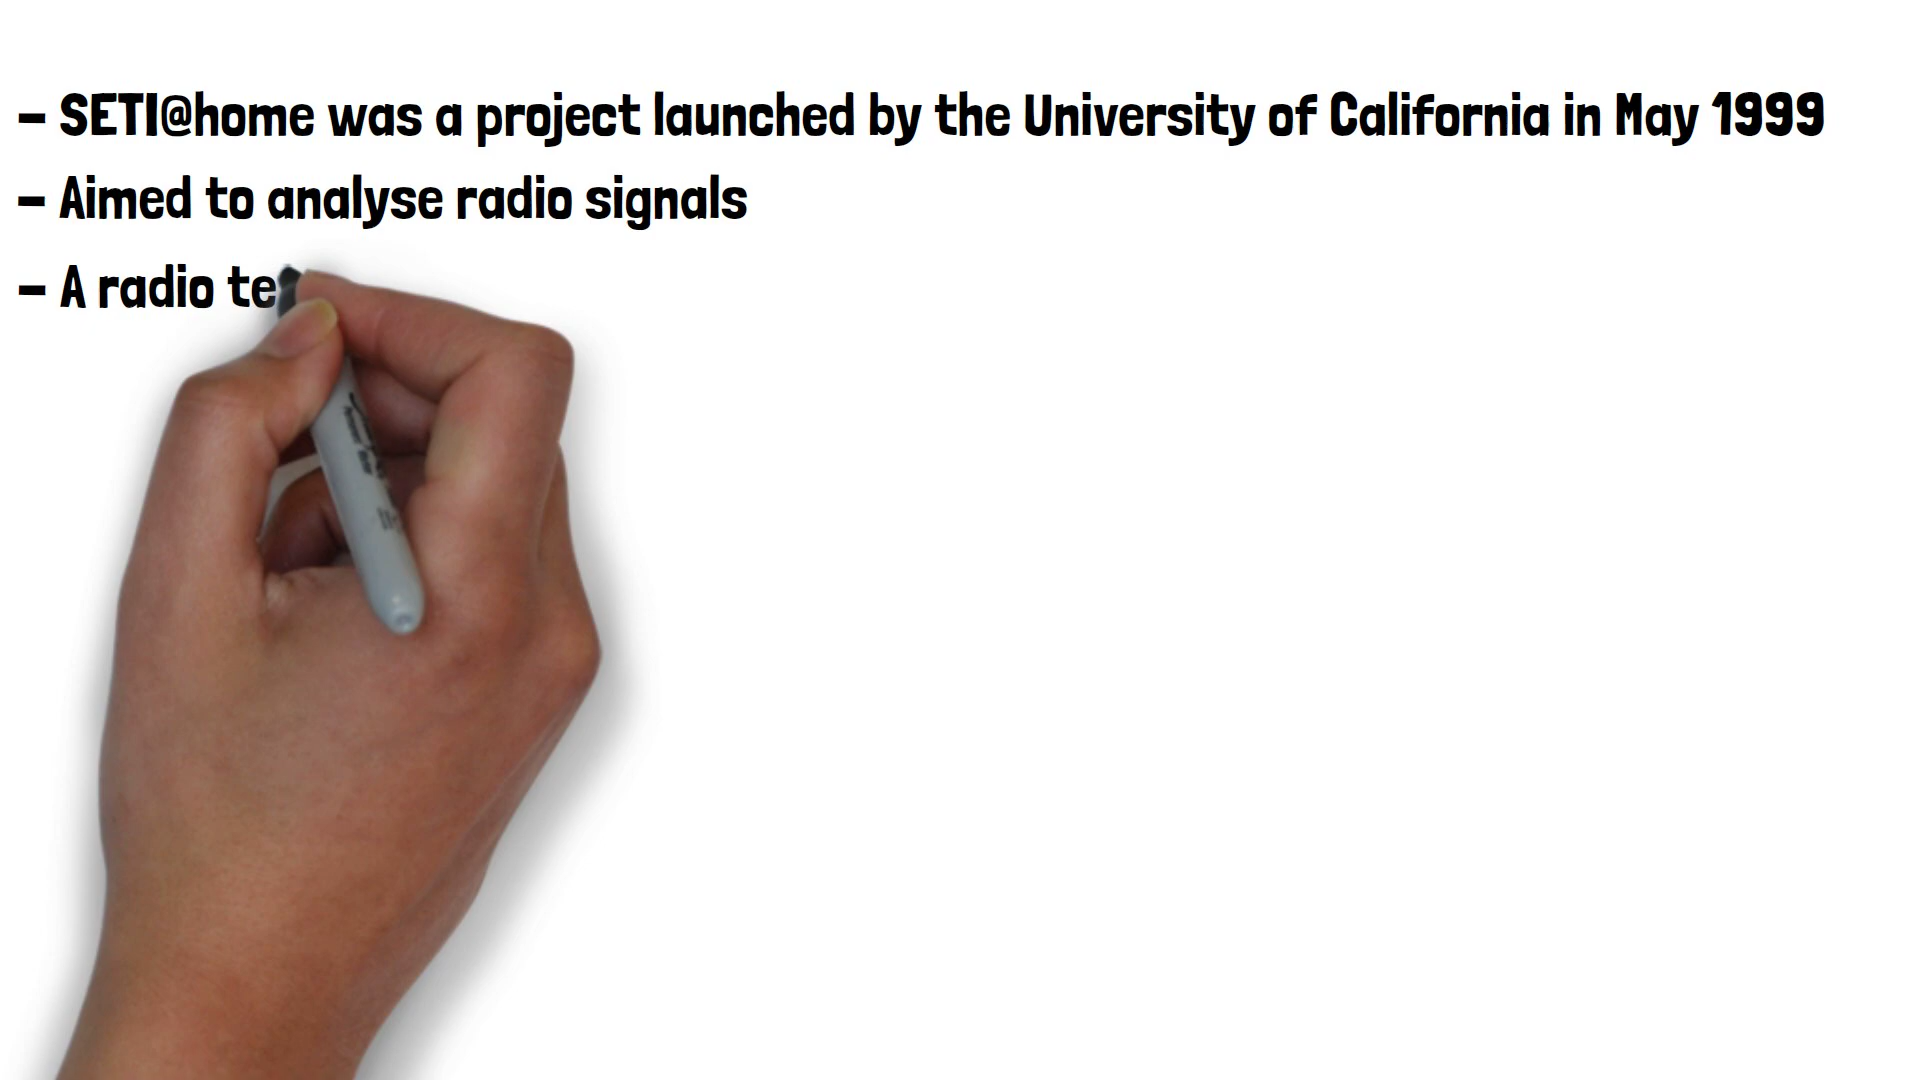 - SETI@home was a project launched by the University of California in May 1999
- Aimed to analyse radio signals
- A radio te